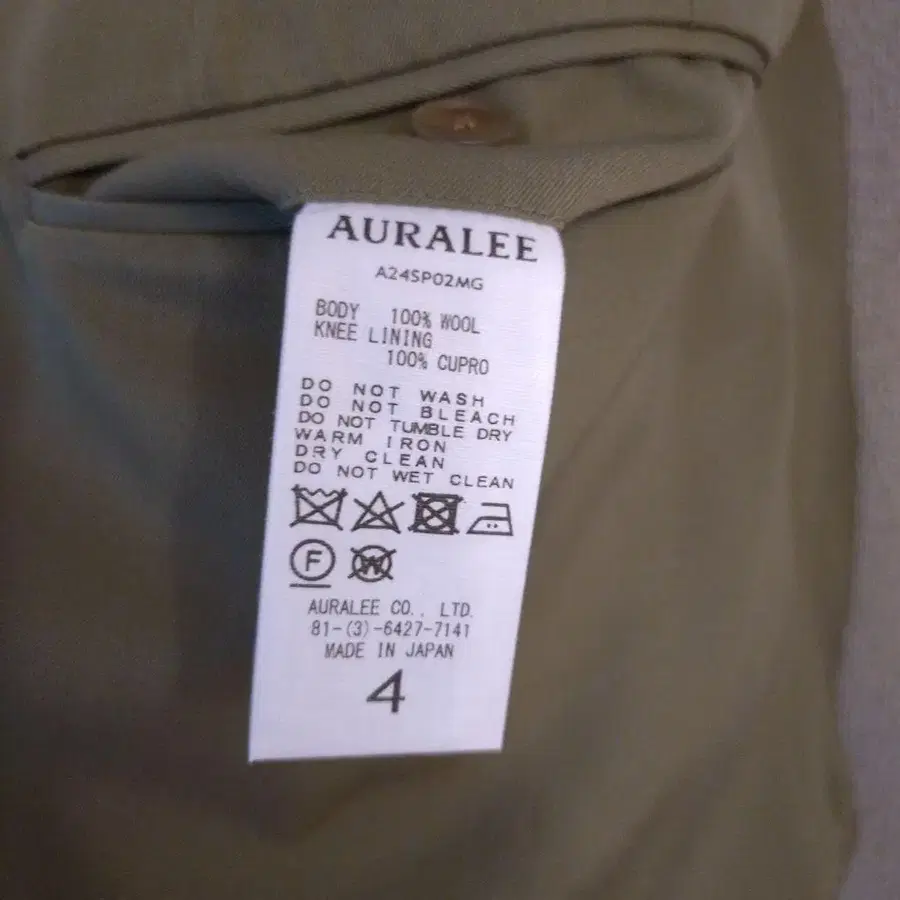 AURALEE
A24SP02MG
BODY 100% WOOL
KNEE LINING
100% CUPRO
DO NOT WASH
DO NOT BLEACH
DO NOT TUMBLE DRY
WARM IRON
DRY CLEAN
DO NOT WET CLEAN
F W
AURALEE CO., LTD.
81-(3)-6427-7141
MADE IN JAPAN
4